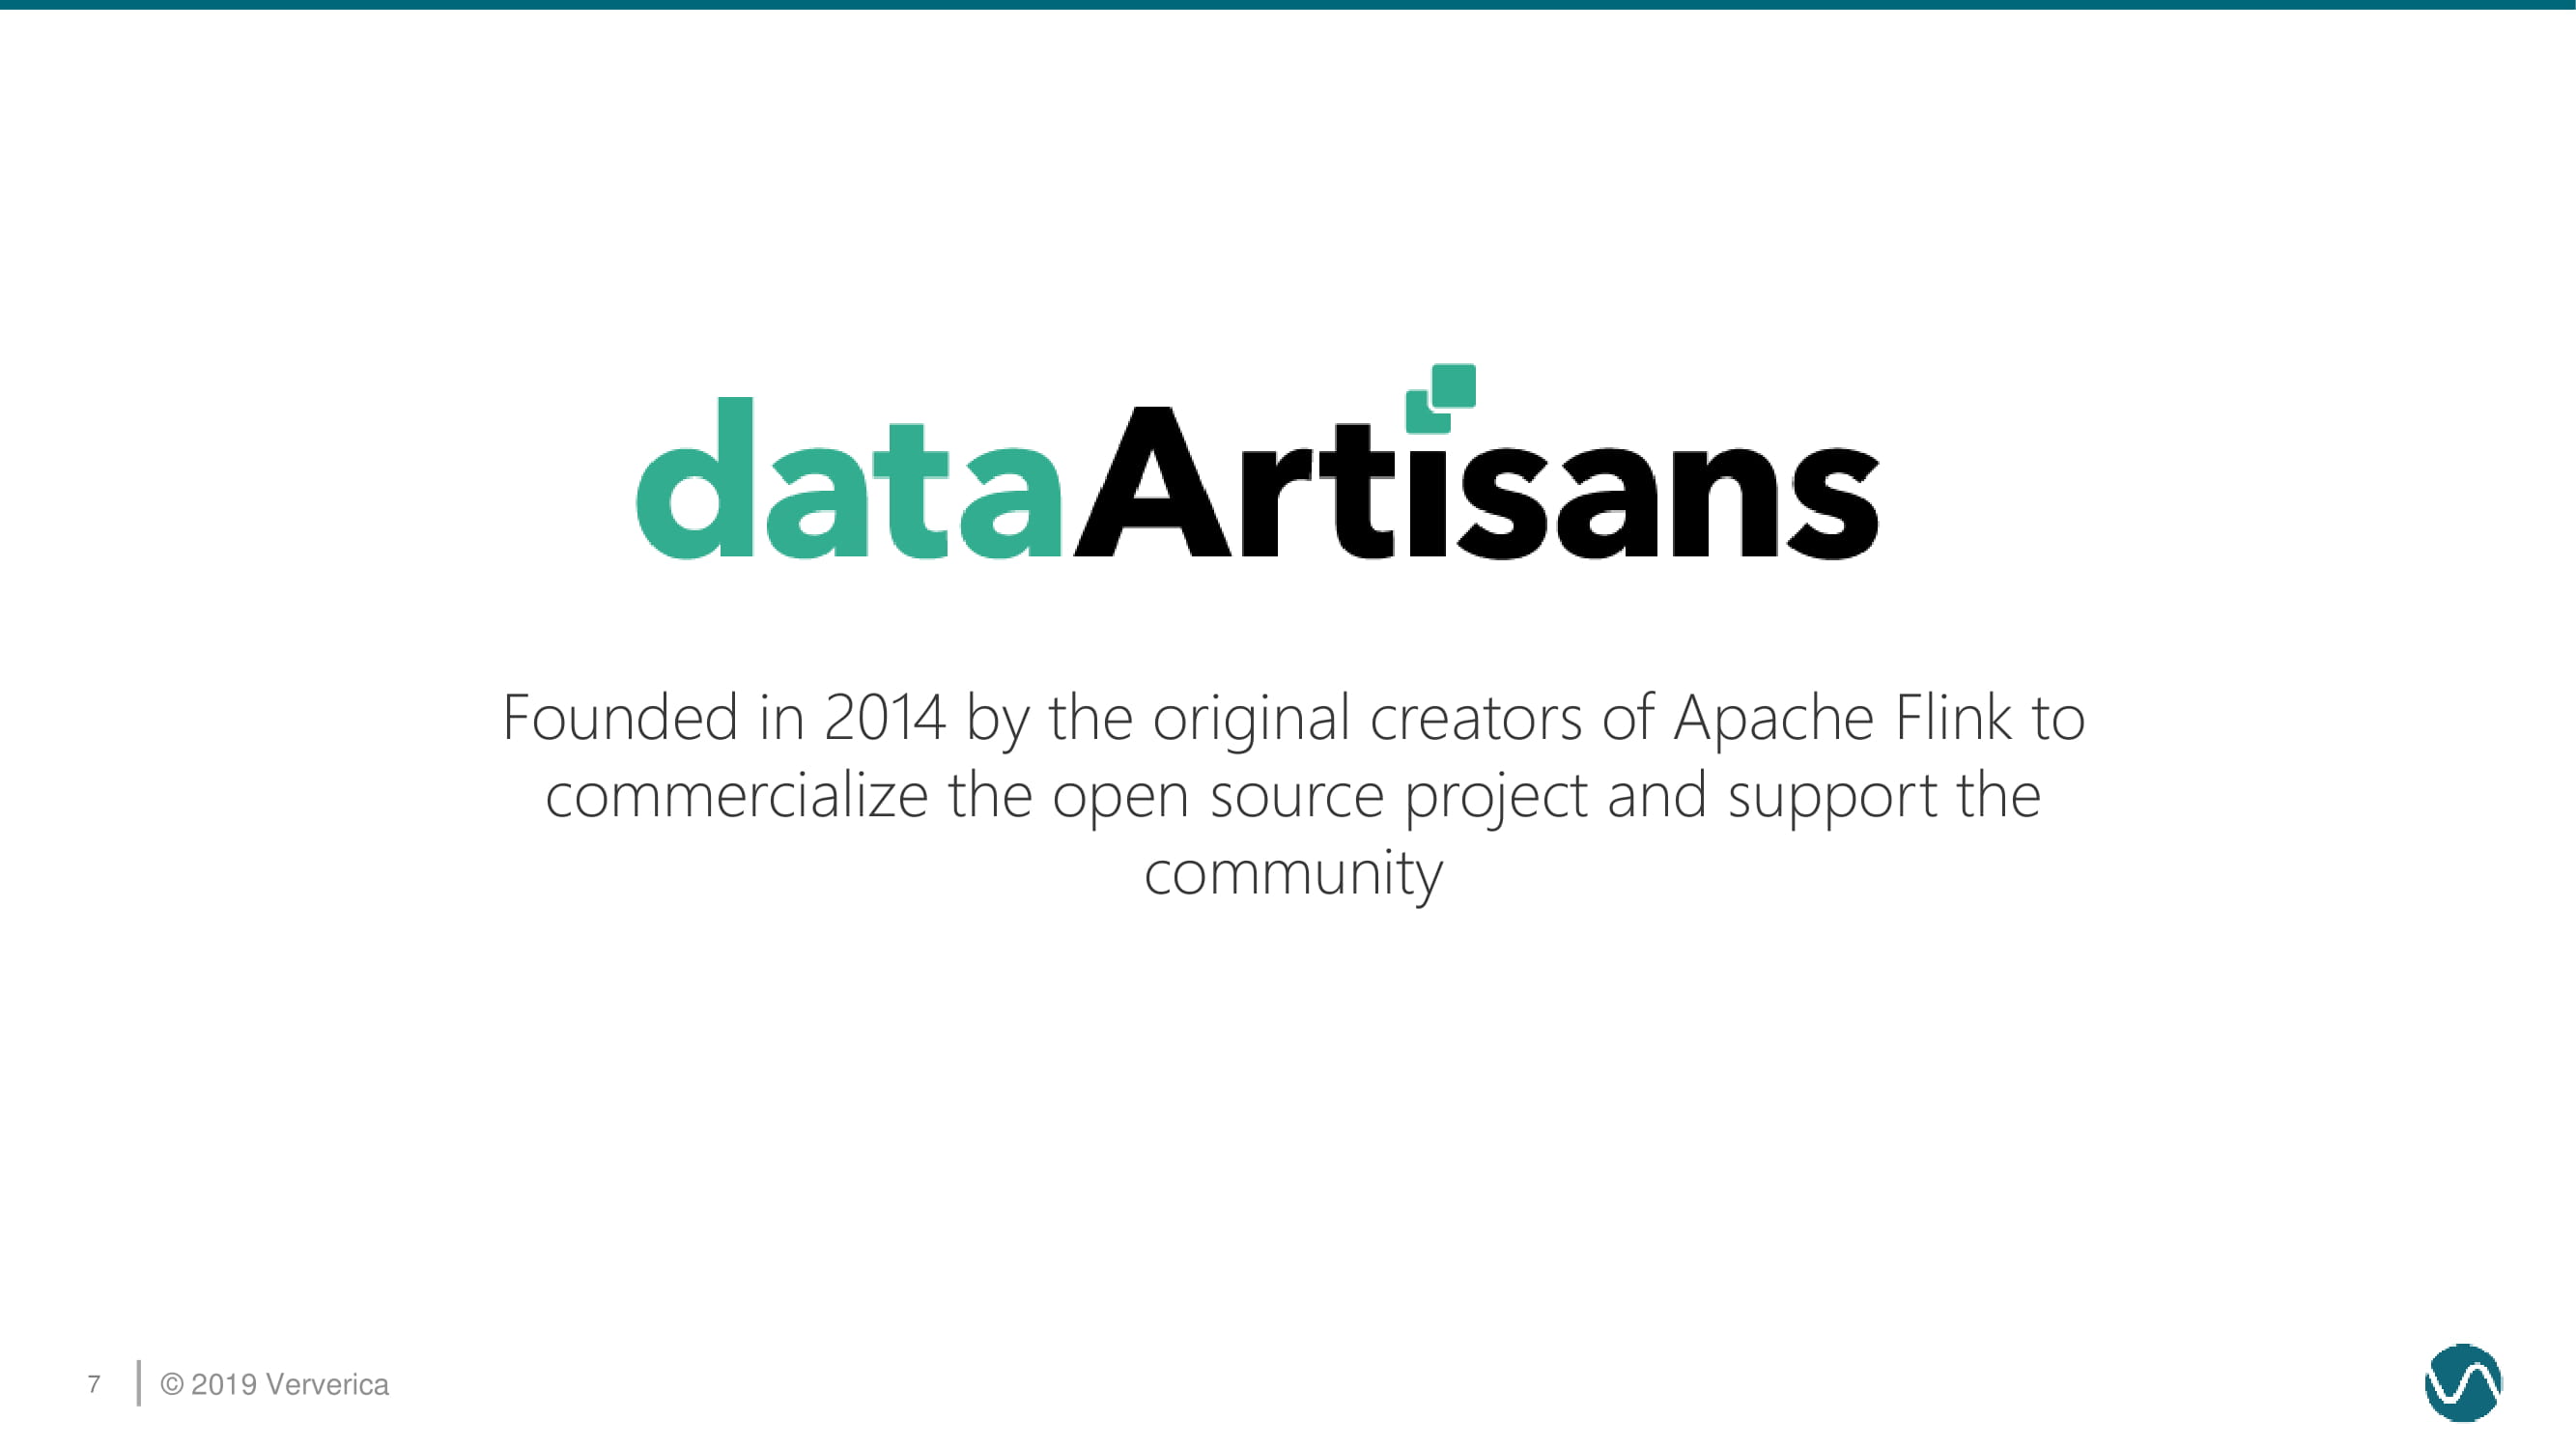 dataArtisans
Founded in 2014 by the original creators of Apache Flink to
commercialize the open source project and support the
community
7
© 2019 Ververica